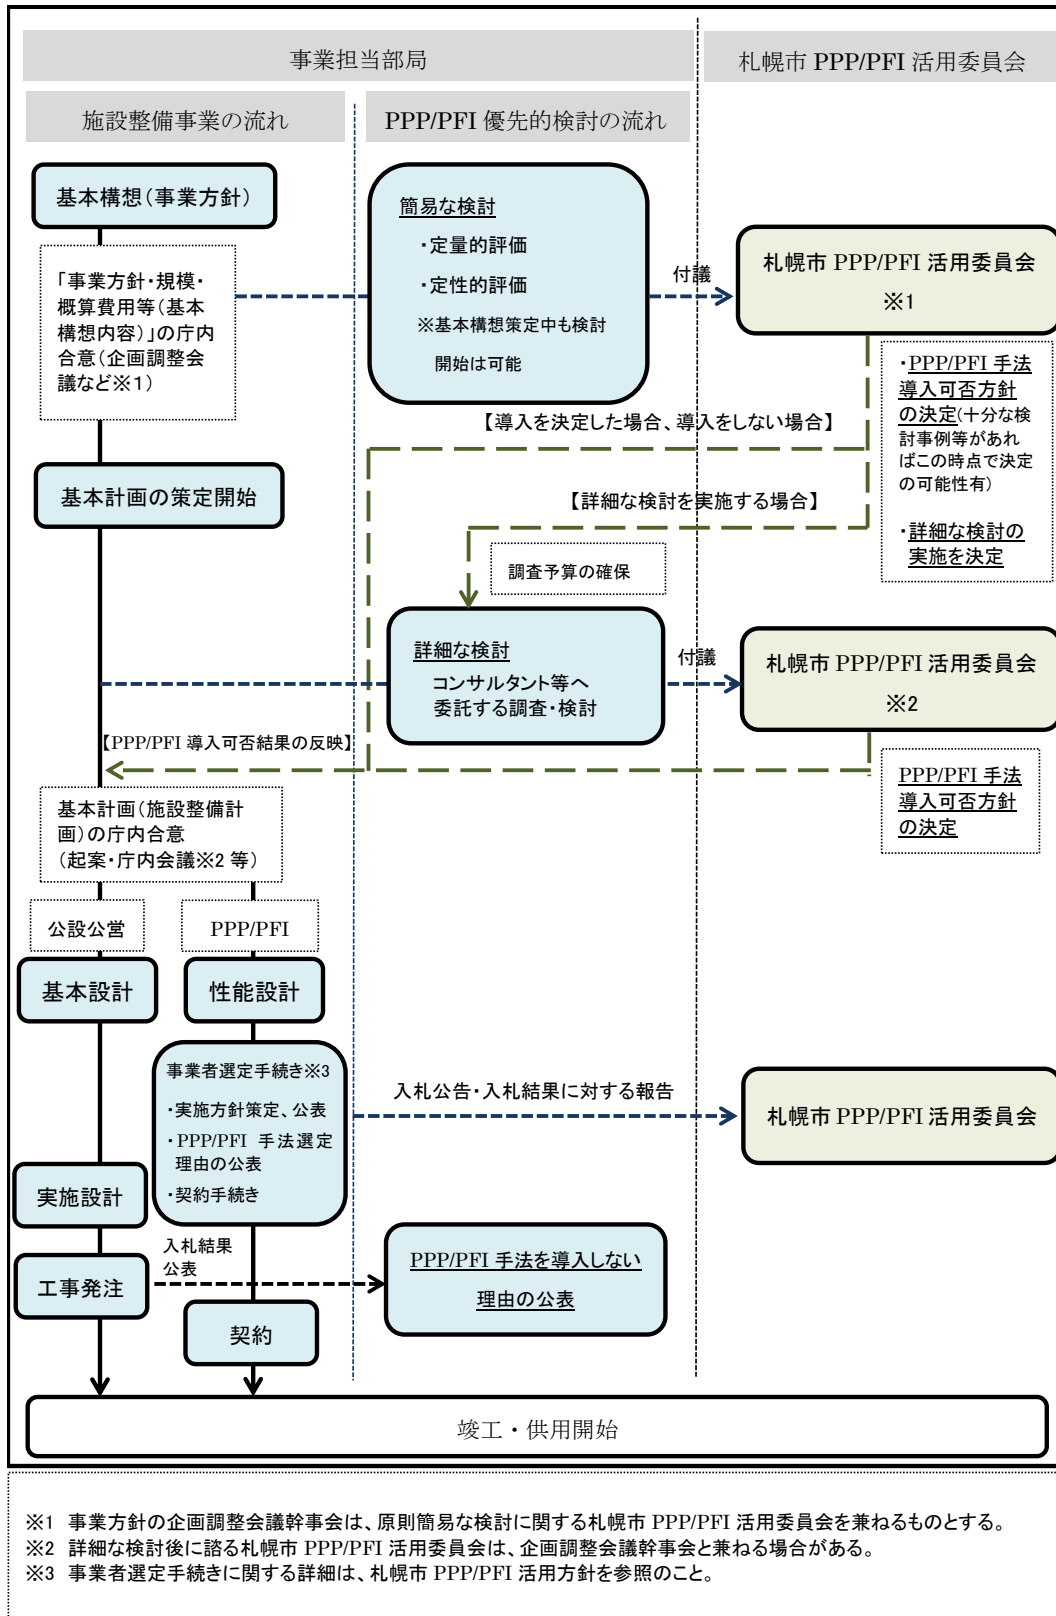 事業担当部局
札幌市 PPP/PFI 活用委員会
施設整備事業の流れ
PPP/PFI 優先的検討の流れ
基本構想（事業方針）
「事業方針・規模・
概算費用等（基本
構想内容）」の庁内
合意（企画調整会
議など※1）
簡易な検討
・定量的評価
・定性的評価
※基本構想策定中も検討
開始は可能
付議
札幌市 PPP/PFI 活用委員会
※1
・PPP/PFI 手法
導入可否方針
の決定（十分な検
討事例等があれ
ばこの時点で決定
の可能性有）
・詳細な検討の
実施を決定
【導入を決定した場合、導入をしない場合】
基本計画の策定開始
【詳細な検討を実施する場合】
調査予算の確保
詳細な検討
コンサルタント等へ
委託する調査・検討
付議
札幌市 PPP/PFI 活用委員会
※2
【PPP/PFI 導入可否結果の反映】
PPP/PFI 手法
導入可否方針
の決定
基本計画（施設整備計
画）の庁内合意
（起案・庁内会議※2 等）
公設公営
PPP/PFI
基本設計
性能設計
事業者選定手続き※3
・実施方針策定、公表
・PPP/PFI 手法選定
理由の公表
・契約手続き
入札公告・入札結果に対する報告
札幌市 PPP/PFI 活用委員会
実施設計
入札結果
公表
工事発注
PPP/PFI 手法を導入しない
理由の公表
契約
竣工・供用開始
※1 事業方針の企画調整会議幹事会は、原則簡易な検討に関する札幌市 PPP/PFI 活用委員会を兼ねるものとする。
※2 詳細な検討後に諮る札幌市 PPP/PFI 活用委員会は、企画調整会議幹事会と兼ねる場合がある。
※3 事業者選定手続きに関する詳細は、札幌市 PPP/PFI 活用方針を参照のこと。